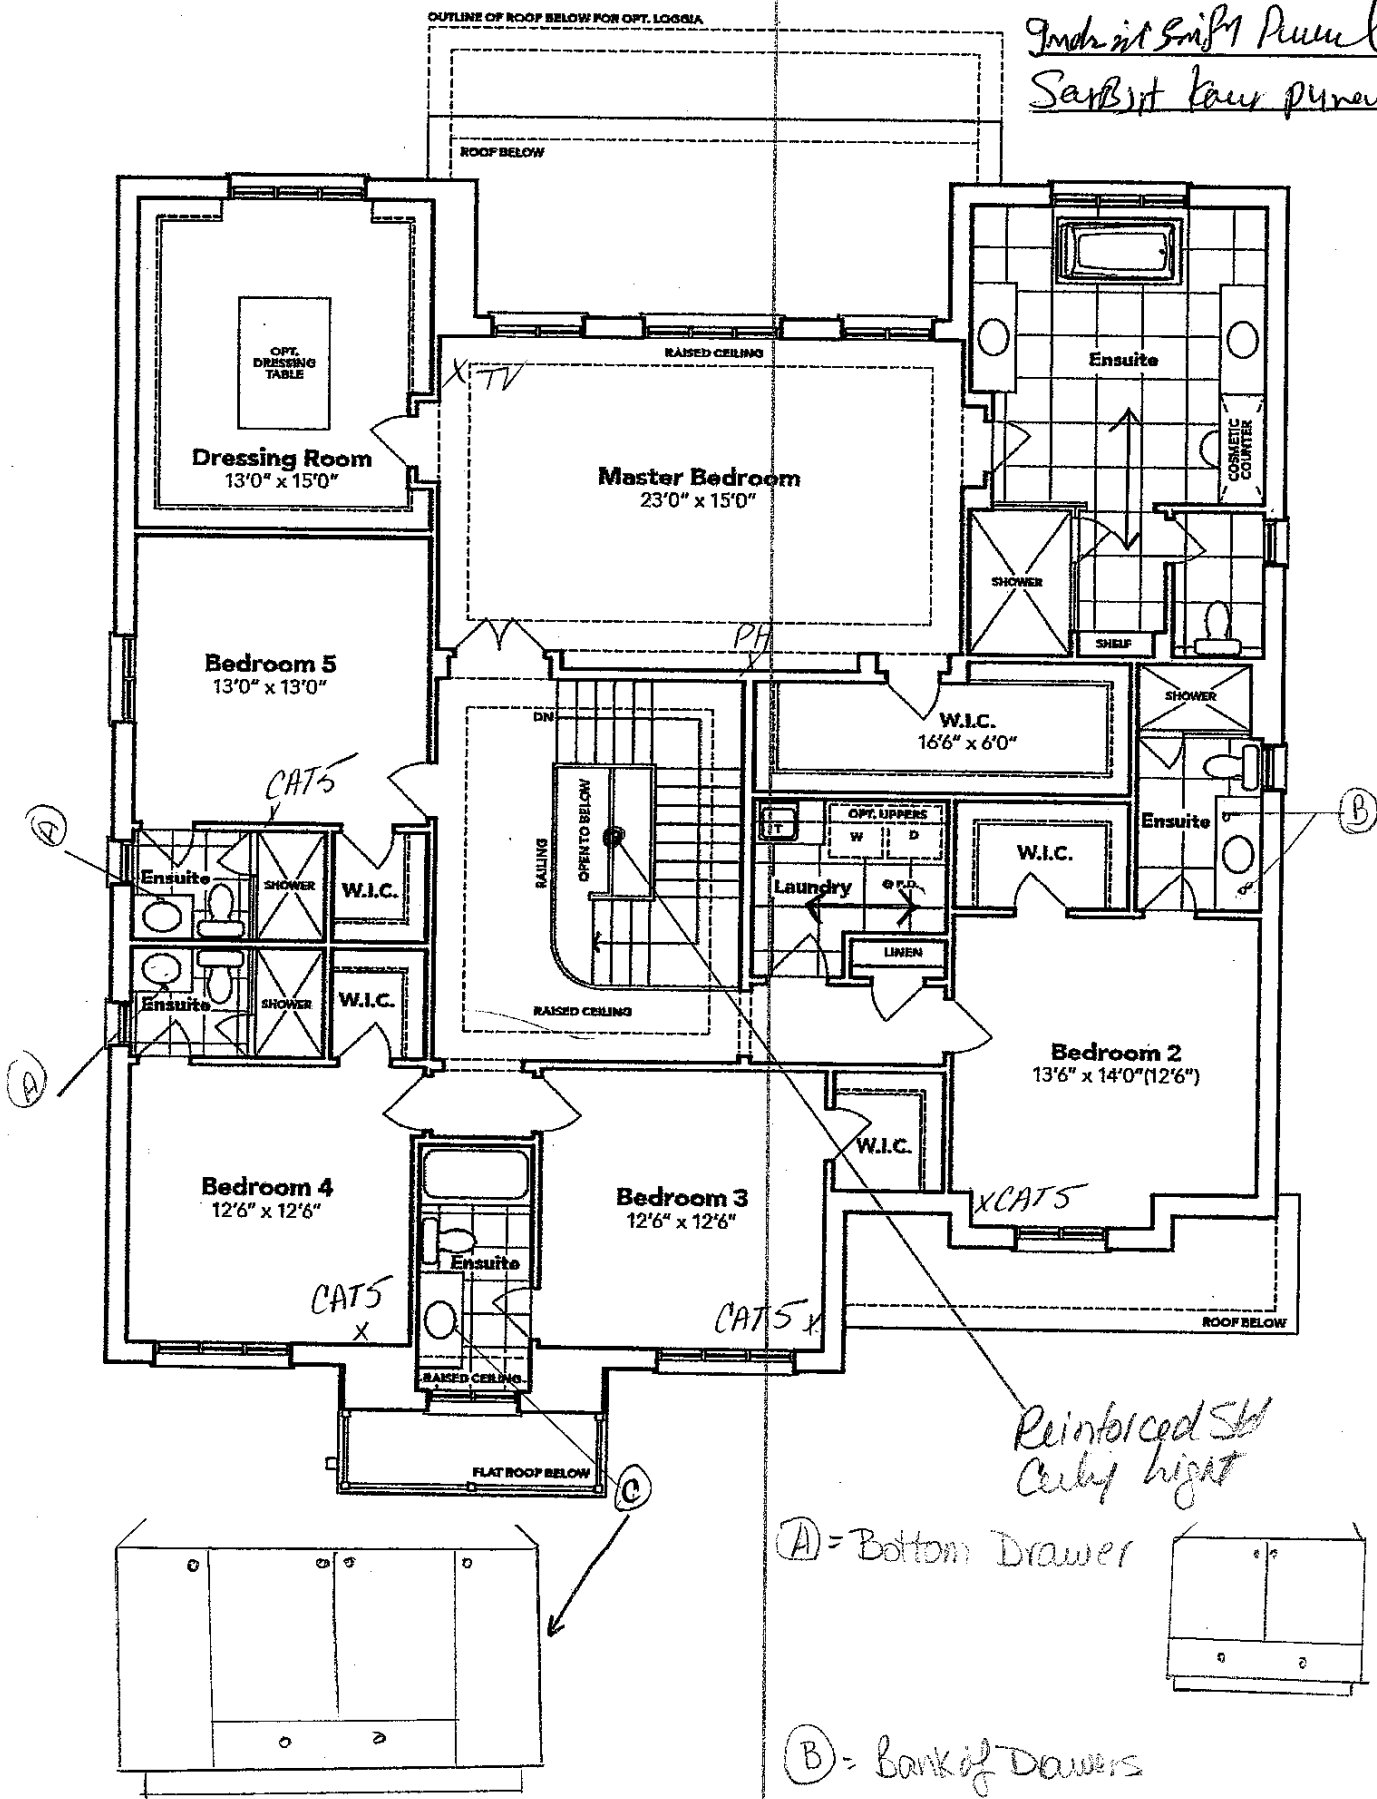 OUTLINE OF ROOF BELOW FOR OPT. LOGGIA
SarBjit Kaur
ROOF BELOW
RAISED CEILING
X TV
OPT.
DRESSING
TABLE
Ensuite
COSMETIC
COUNTER
Dressing Room
13'0" x 15'0"
Master Bedroom
23'0" x 15'0"
SHOWER
SHELF
PH
X
Bedroom 5
13'0" x 13'0"
SHOWER
DN
W.I.C.
16'6" x 6'0"
CAT5
X
OPEN TO BELOW
RAILING
OPT. UPPERS
T
W
D
Ensuite
B
A
Ensuite
SHOWER
W.I.C.
Laundry
F.D.
W.I.C.
LINEN
Ensuite
SHOWER
W.I.C.
RAISED CEILING
A
Bedroom 2
13'6" x 14'0"(12'6")
W.I.C.
Bedroom 4
12'6" x 12'6"
Bedroom 3
12'6" x 12'6"
XCAT5
Ensuite
CAT5
X
CAT5 X
ROOF BELOW
RAISED CEILING
FLAT ROOF BELOW
C
Reinforced Std
Light
A = Bottom Drawer
B = Bank of Drawers